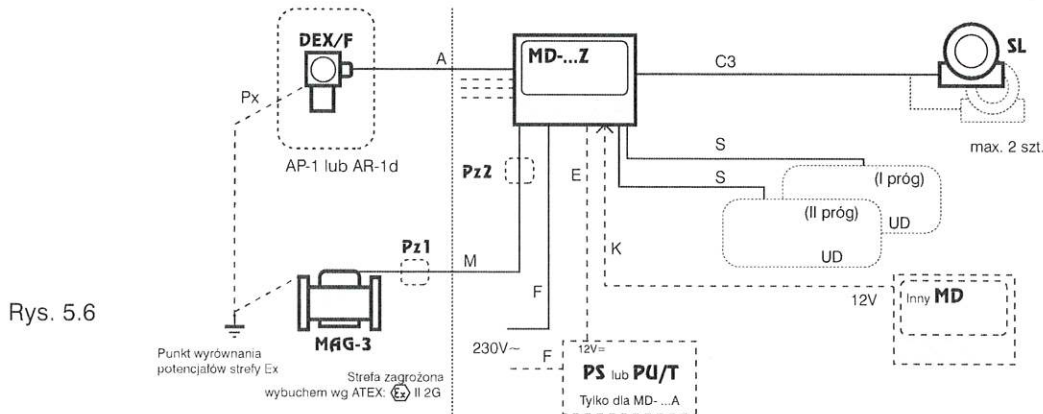 DEX/F
A
MD-...Z
C3
SL
Px
AP-1 lub AR-1d
max. 2 szt.
Pz2
E
S
S
(I próg)
(II próg)
UD
UD
Pz1
M
K
F
12V
Inny MD
Rys. 5.6
MAG-3
230V~
F
12V=
PS lub PU/T
Tylko dla MD- ...A
Punkt wyrównania
potencjałów strefy Ex
Strefa zagrożona
wybuchem wg ATEX: Ex II 2G